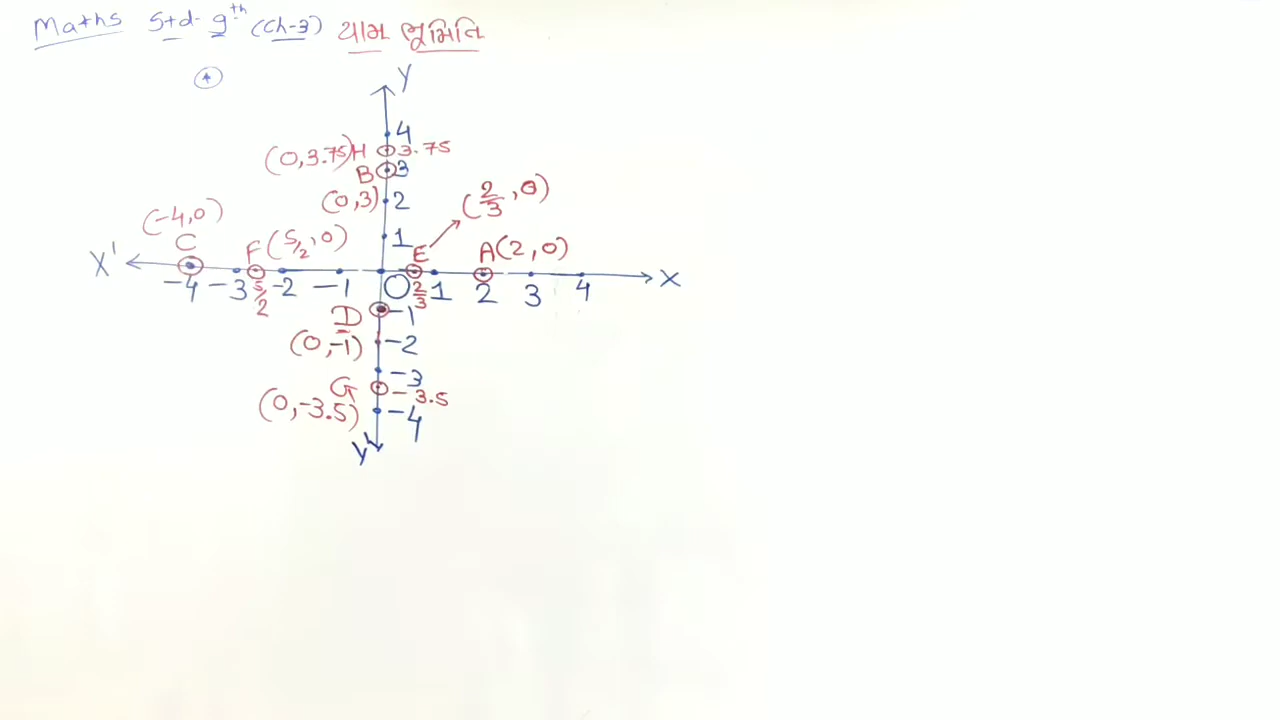 Maths Std- 9th (Ch-3) યામ ભૂમિતિ
Y
4
(0,3.75)H 3.75
B 3
(0,3) 2
(2/3, 0)
(-4,0)
C
F (5/2, 0) 1 E A(2, 0)
X' X
-4 -3 5/2 -2 -1 O 2/3 1 2 3 4
D -1
(0,-1) -2
-3
G -3.5
(0,-3.5) -4
Y'